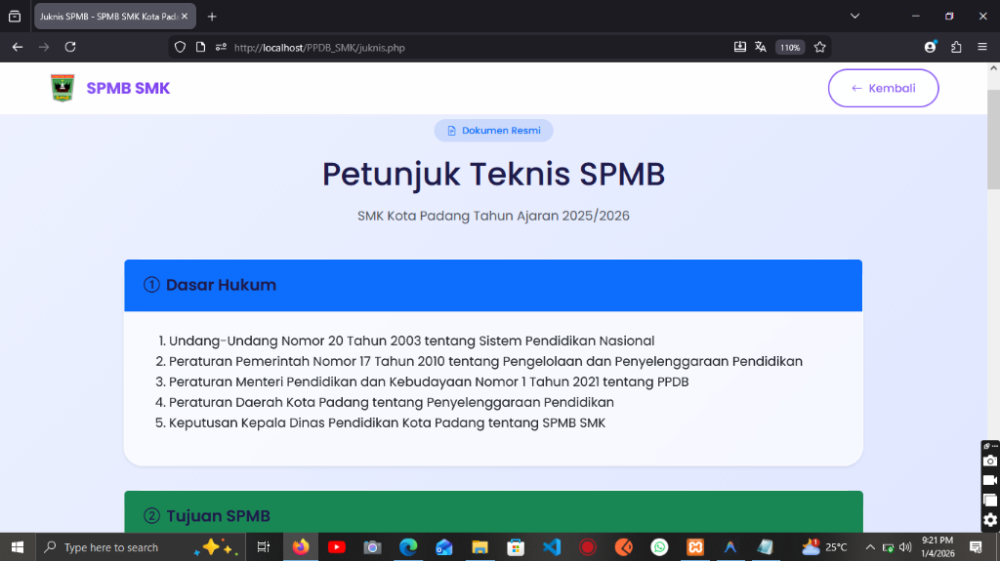 Juknis SPMB - SPMB SMK Kota Pada
http://localhost/PPDB_SMK/juknis.php
110%
SPMB SMK
← Kembali
Dokumen Resmi
Petunjuk Teknis SPMB
SMK Kota Padang Tahun Ajaran 2025/2026
① Dasar Hukum
1. Undang-Undang Nomor 20 Tahun 2003 tentang Sistem Pendidikan Nasional
2. Peraturan Pemerintah Nomor 17 Tahun 2010 tentang Pengelolaan dan Penyelenggaraan Pendidikan
3. Peraturan Menteri Pendidikan dan Kebudayaan Nomor 1 Tahun 2021 tentang PPDB
4. Peraturan Daerah Kota Padang tentang Penyelenggaraan Pendidikan
5. Keputusan Kepala Dinas Pendidikan Kota Padang tentang SPMB SMK
② Tujuan SPMB
Type here to search
1
25°C
9:21 PM
1/4/2026